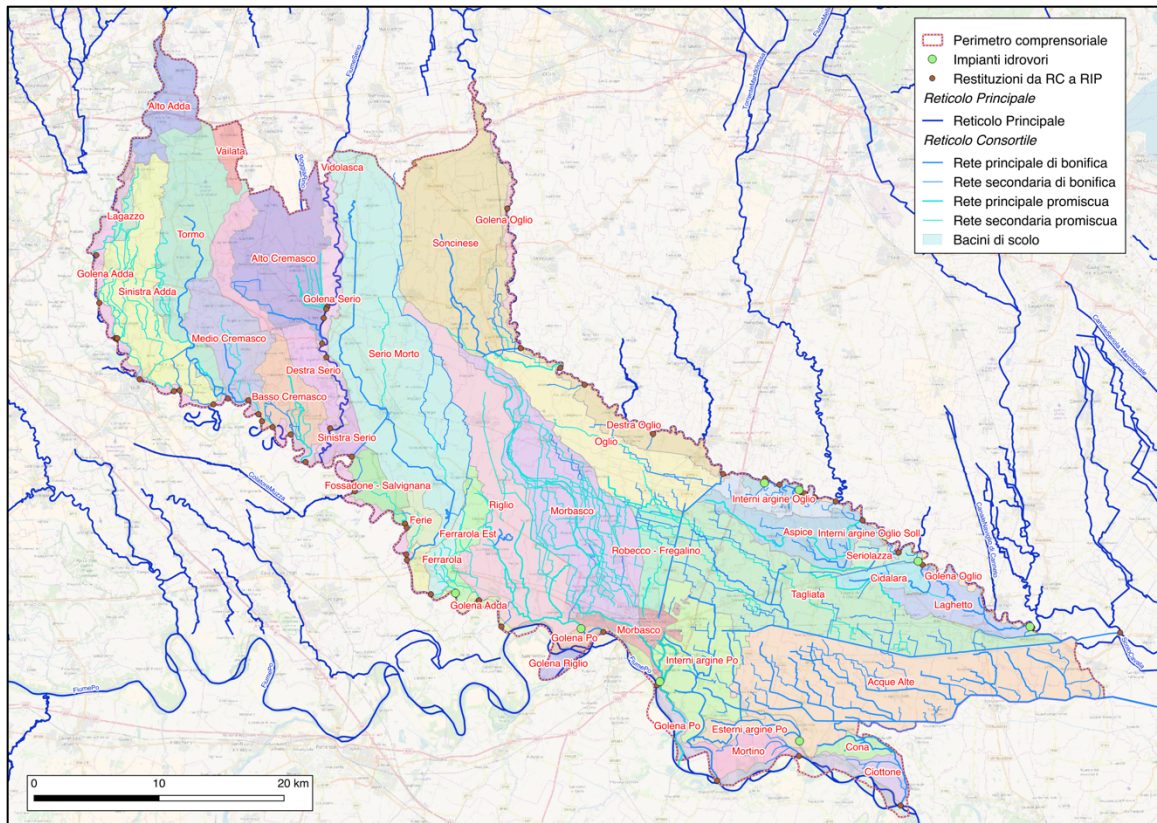 Perimetro comprensoriale
Impianti idrovori
Restituzioni da RC a RIP
Reticolo Principale
Reticolo Principale
Reticolo Consortile
Rete principale di bonifica
Rete secondaria di bonifica
Rete principale promiscua
Rete secondaria promiscua
Bacini di scolo
Alto Adda
Vailata
Vidolasca
Lagazzo
Golena Oglio
Tormo
Soncinese
Alto Cremasco
Golena Adda
Sinistra Adda
Golena Serio
Medio Cremasco
Serio Morto
Destra Serio
Basso Cremasco
Destra Oglio
Sinistra Serio
Oglio
Fossadone - Salvignana
Interni argine Oglio
Riglio
Morbasco
Ferie
Aspice
Interni argine Oglio Soll
Ferrarola Est
Robecco - Fregalino
Seriolazza
Ferrarola
Cidalara
Golena Oglio
Tagliata
Laghetto
Golena Adda
Golena Po
Morbasco
Golena Riglio
Interni argine Po
Acque Alte
Golena Po
Esterni argine Po
Mortino
Cona
Ciottone
FiumePo
FiumePo
FiumePo
0
10
20 km